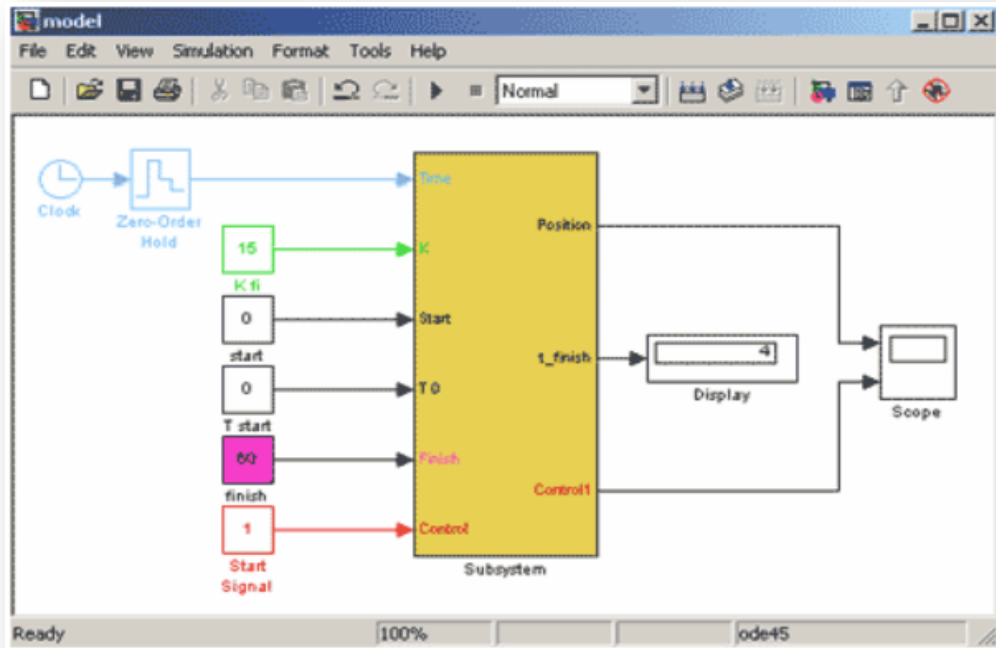 model
File Edit View Simulation Format Tools Help
Normal
Clock
Zero-Order
Hold
Time
15
K fi
K
0
start
Start
0
T start
T 0
60
finish
Finish
1
Start
Signal
Control
Position
t_finish
Control1
Subsystem
4
Display
Scope
Ready 100% ode45